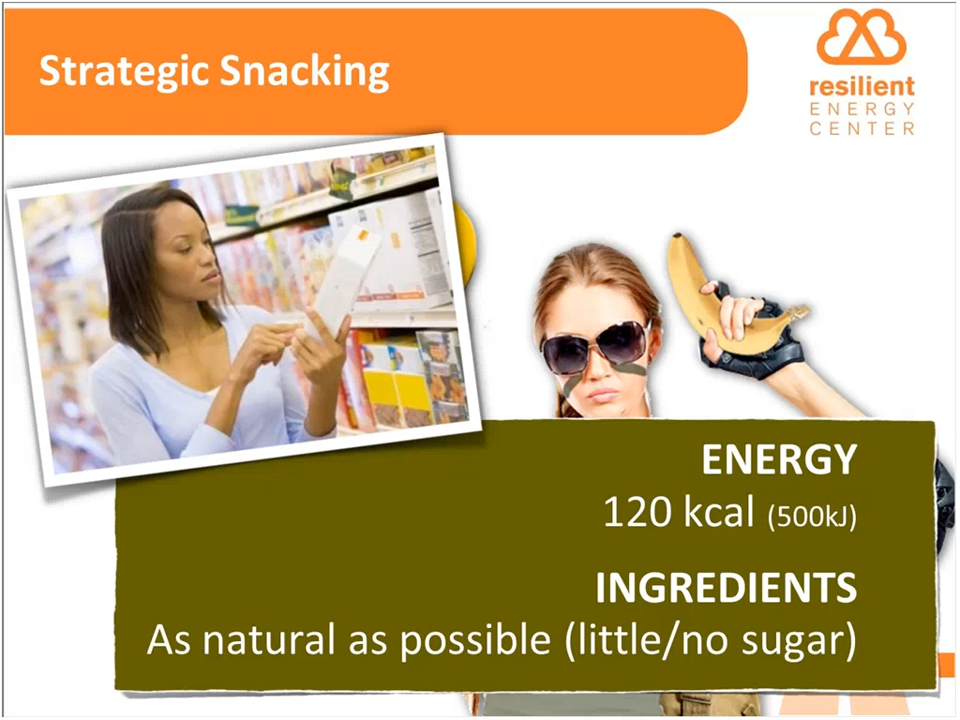 Strategic Snacking
resilient
ENERGY
CENTER
ENERGY
120 kcal (500kJ)
INGREDIENTS
As natural as possible (little/no sugar)